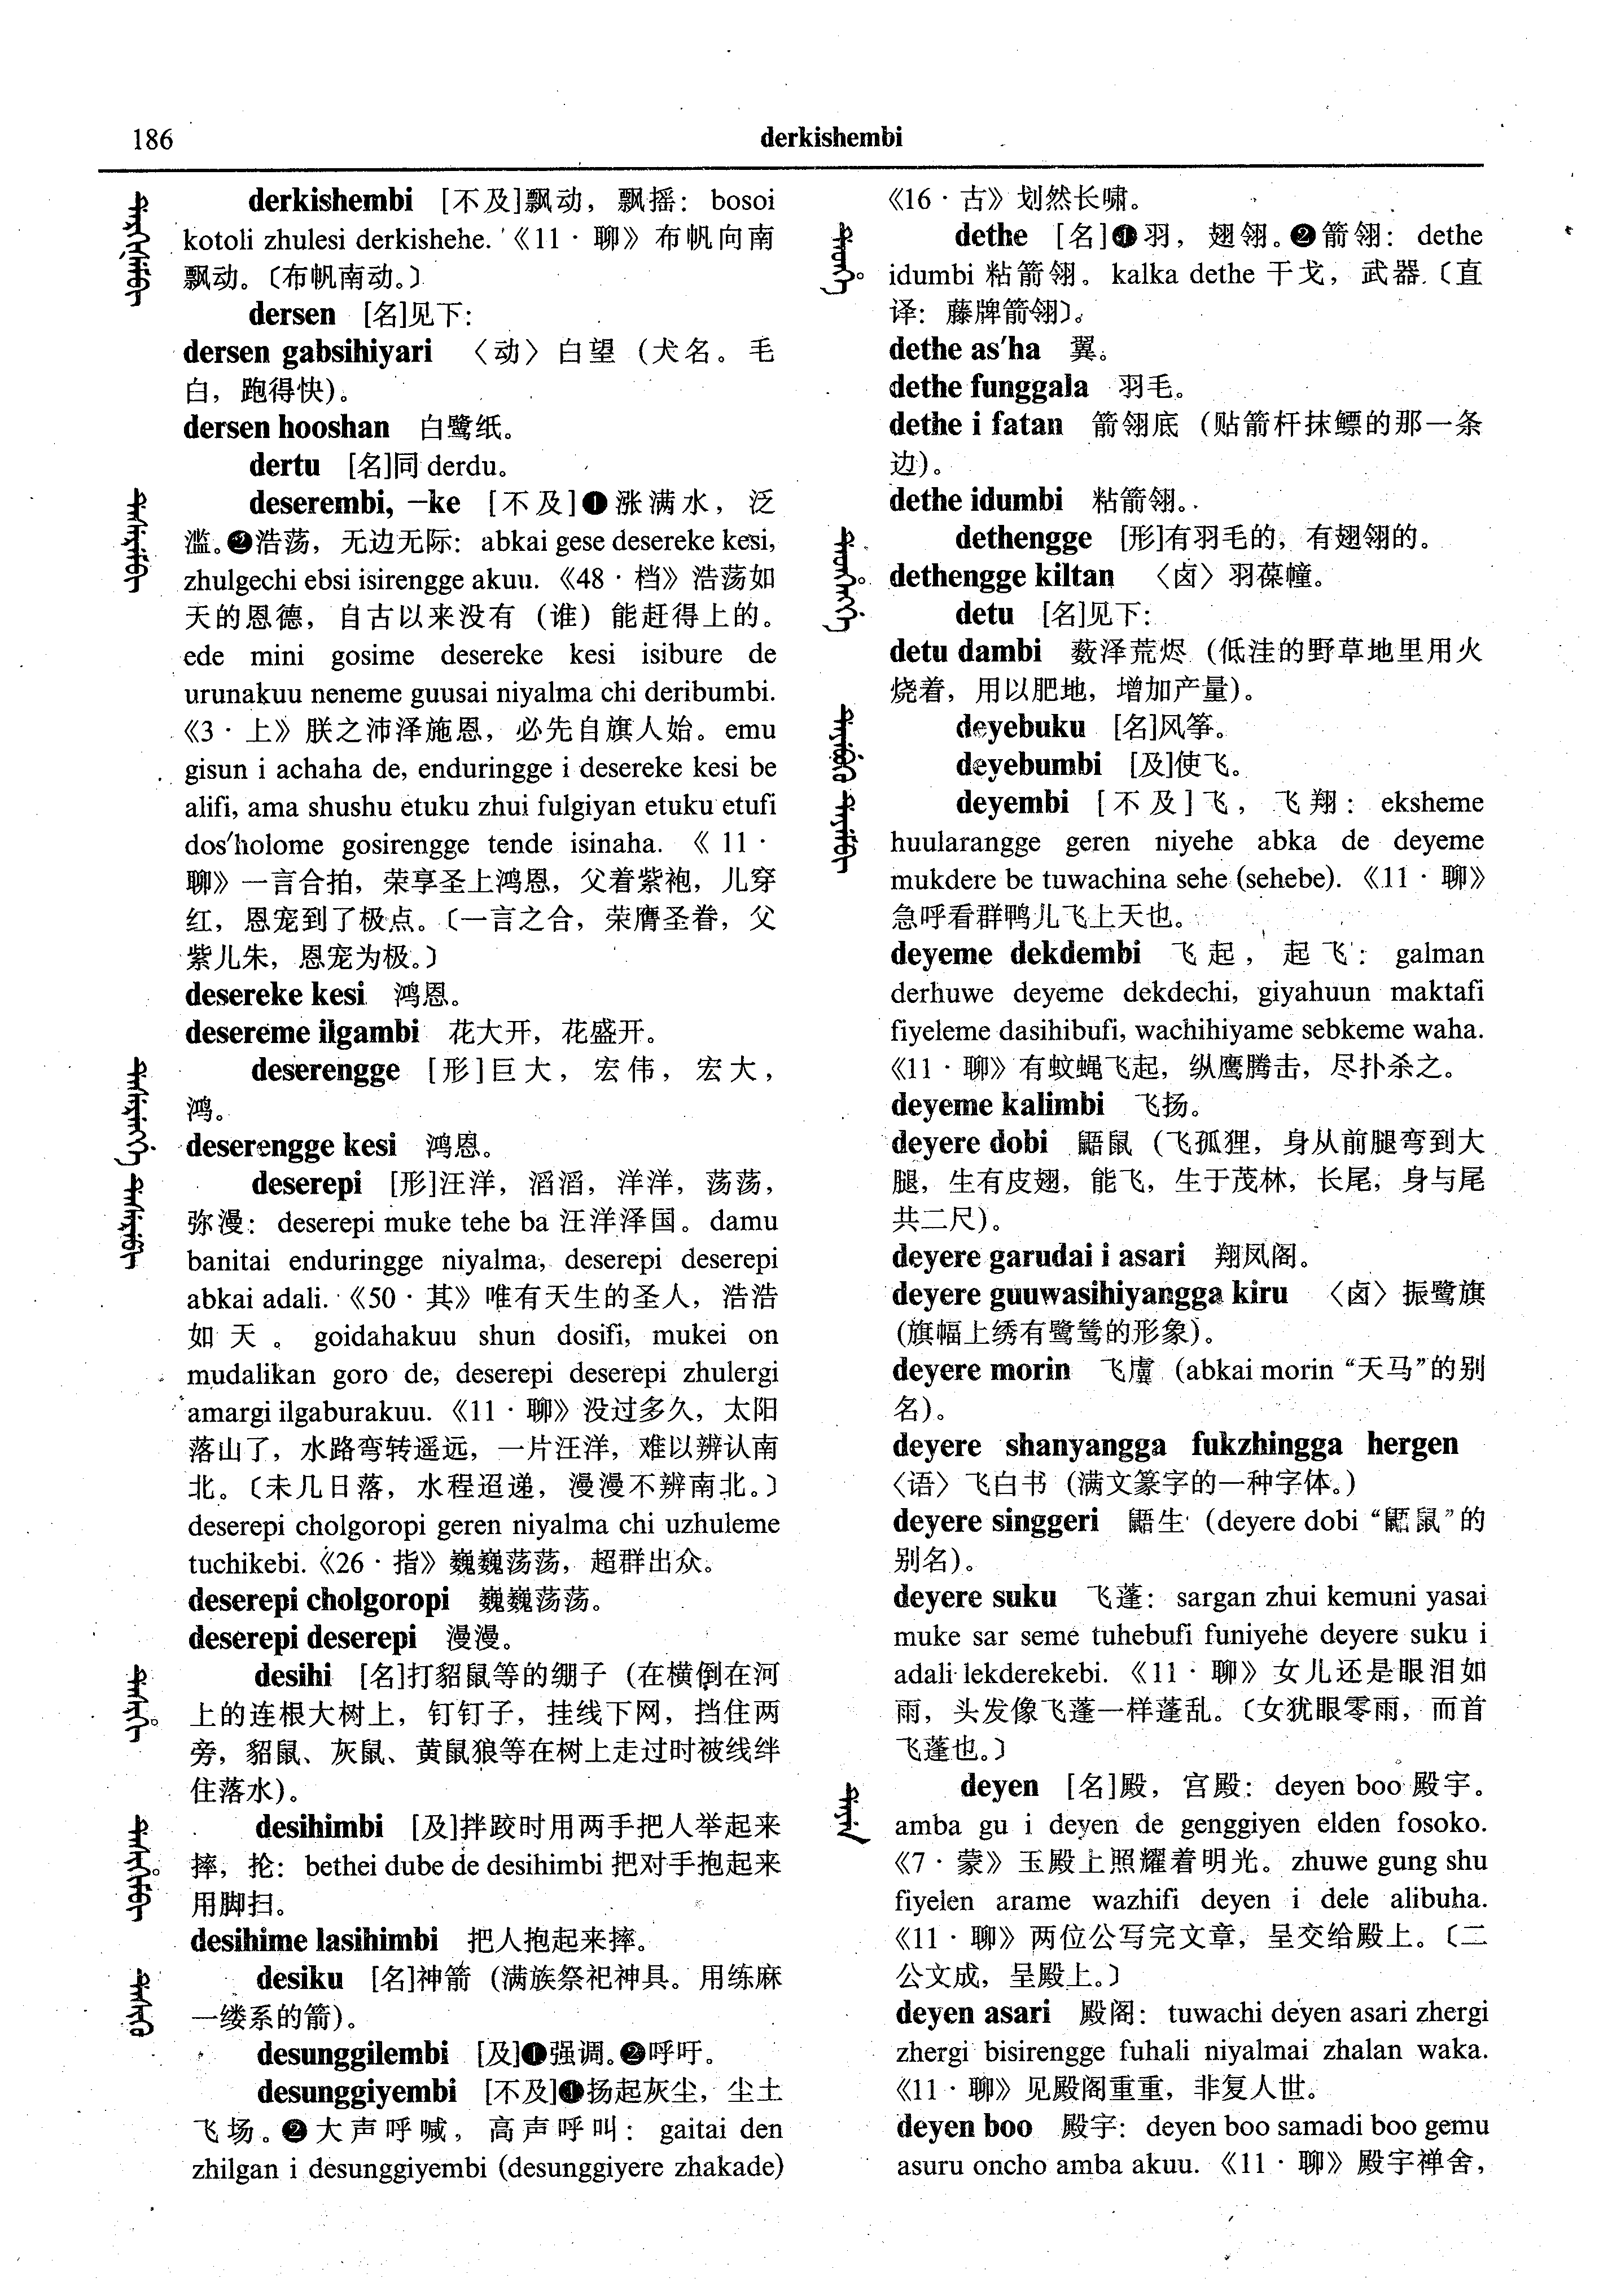 186
derkishembi
derkishembi [不及]飘动，飘摇： bosoi
kotoli zhulesi derkishehe. 《11·聊》布帆向南
飘动。〔布帆南动。〕
dersen [名]见下：
dersen gabsihiyari 〈动〉白望（犬名。毛
白，跑得快）。
dersen hooshan 白鹭纸。
dertu [名]同 derdu。
deserembi, －ke [不及]❶涨满水，泛
滥。❷浩荡，无边无际： abkai gese desereke kesi,
zhulgechi ebsi isirengge akuu. 《48·档》浩荡如
天的恩德，自古以来没有（谁）能赶得上的。
ede mini gosime desereke kesi isibure de
urunakuu neneme guusai niyalma chi deribumbi.
《3·上》朕之沛泽施恩，必先自旗人始。emu
gisun i achaha de, enduringge i desereke kesi be
alifi, ama shushu etuku zhui fulgiyan etuku etufi
dos'holome gosirengge tende isinaha. 《11·
聊》一言合拍，荣享圣上鸿恩，父着紫袍，儿穿
红，恩宠到了极点。〔一言之合，荣膺圣眷，父
紫儿朱，恩宠为极。〕
desereke kesi 鸿恩。
desereme ilgambi 花大开，花盛开。
deserengge [形]巨大，宏伟，宏大，
鸿。
deserengge kesi 鸿恩。
deserepi [形]汪洋，滔滔，洋洋，荡荡，
弥漫： deserepi muke tehe ba 汪洋泽国。damu
banitai enduringge niyalma, deserepi deserepi
abkai adali. 《50·其》唯有天生的圣人，浩浩
如天。 goidahakuu shun dosifi, mukei on
mudalikan goro de, deserepi deserepi zhulergi
amargi ilgaburakuu. 《11·聊》没过多久，太阳
落山了，水路弯转遥远，一片汪洋，难以辨认南
北。〔未几日落，水程迢递，漫漫不辨南北。〕
deserepi cholgoropi geren niyalma chi uzhuleme
tuchikebi.《26·指》巍巍荡荡，超群出众。
deserepi cholgoropi 巍巍荡荡。
deserepi deserepi 漫漫。
desihi [名]打貂鼠等的绷子（在横倒在河
上的连根大树上，钉钉子，挂线下网，挡住两
旁，貂鼠、灰鼠、黄鼠狼等在树上走过时被线绊
住落水）。
desihimbi [及]拌跤时用两手把人举起来
摔，抡： bethei dube de desihimbi 把对手抱起来
用脚扫。
desihime lasihimbi 把人抱起来摔。
desiku [名]神箭（满族祭祀神具。用练麻
一缕系的箭）。
desunggilembi [及]❶强调。❷呼吁。
desunggiyembi [不及]❶扬起灰尘，尘土
飞场。❷大声呼喊，高声呼叫： gaitai den
zhilgan i desunggiyembi (desunggiyere zhakade)
《16·古》划然长啸。
dethe [名]❶羽，翅翎。❷箭翎： dethe
idumbi 粘箭翎。kalka dethe 干戈，武器.〔直
译：藤牌箭翎〕。
dethe as'ha 翼。
dethe funggala 羽毛。
dethe i fatan 箭翎底（贴箭杆抹鳔的那一条
边）。
dethe idumbi 粘箭翎。
dethengge [形]有羽毛的，有翅翎的。
dethengge kiltan 〈卤〉羽葆幢。
detu [名]见下：
detu dambi 薮泽荒烬（低洼的野草地里用火
烧着，用以肥地，增加产量）。
deyebuku [名]风筝。
deyebumbi [及]使飞。
deyembi [不及]飞，飞翔： eksheme
huularangge geren niyehe abka de deyeme
mukdere be tuwachina sehe (sehebe). 《11·聊》
急呼看群鸭儿飞上天也。
deyeme dekdembi 飞起，起飞： galman
derhuwe deyeme dekdechi, giyahuun maktafi
fiyeleme dasihibufi, wachihiyame sebkeme waha.
《11·聊》有蚊蝇飞起，纵鹰腾击，尽扑杀之。
deyeme kalimbi 飞扬。
deyere dobi 鼯鼠（飞孤狸，身从前腿弯到大
腿，生有皮翅，能飞，生于茂林，长尾，身与尾
共二尺）。
deyere garudai i asari 翔凤阁。
deyere guuwasihiyangga kiru 〈卤〉振鹭旗
（旗幅上绣有鹭鸶的形象）。
deyere morin 飞虞（abkai morin “天马”的别
名）。
deyere shanyangga fukzhingga hergen
〈语〉飞白书（满文篆字的一种字体。）
deyere singgeri 鼯生（deyere dobi “鼯鼠”的
别名）。
deyere suku 飞蓬： sargan zhui kemuni yasai
muke sar seme tuhebufi funiyehe deyere suku i
adali lekderekebi. 《11·聊》女儿还是眼泪如
雨，头发像飞蓬一样蓬乱。〔女犹眼零雨，而首
飞蓬也。〕
deyen [名]殿，宫殿： deyen boo 殿宇。
amba gu i deyen de genggiyen elden fosoko.
《7·蒙》玉殿上照耀着明光。zhuwe gung shu
fiyelen arame wazhifi deyen i dele alibuha.
《11·聊》两位公写完文章，呈交给殿上。〔二
公文成，呈殿上。〕
deyen asari 殿阁： tuwachi deyen asari zhergi
zhergi bisirengge fuhali niyalmai zhalan waka.
《11·聊》见殿阁重重，非复人世。
deyen boo 殿宇： deyen boo samadi boo gemu
asuru oncho amba akuu. 《11·聊》殿宇禅舍，